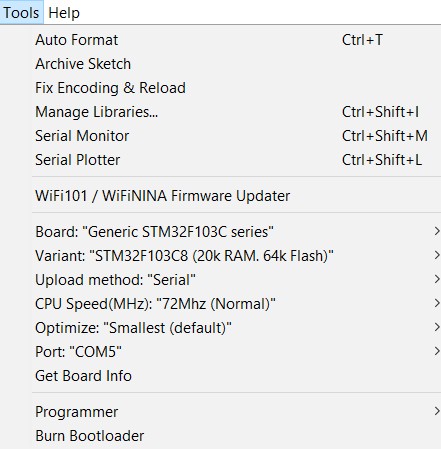 Tools Help
Auto Format Ctrl+T
Archive Sketch
Fix Encoding & Reload
Manage Libraries... Ctrl+Shift+I
Serial Monitor Ctrl+Shift+M
Serial Plotter Ctrl+Shift+L
WiFi101 / WiFiNINA Firmware Updater
Board: "Generic STM32F103C series"
Variant: "STM32F103C8 (20k RAM. 64k Flash)"
Upload method: "Serial"
CPU Speed(MHz): "72Mhz (Normal)"
Optimize: "Smallest (default)"
Port: "COM5"
Get Board Info
Programmer
Burn Bootloader